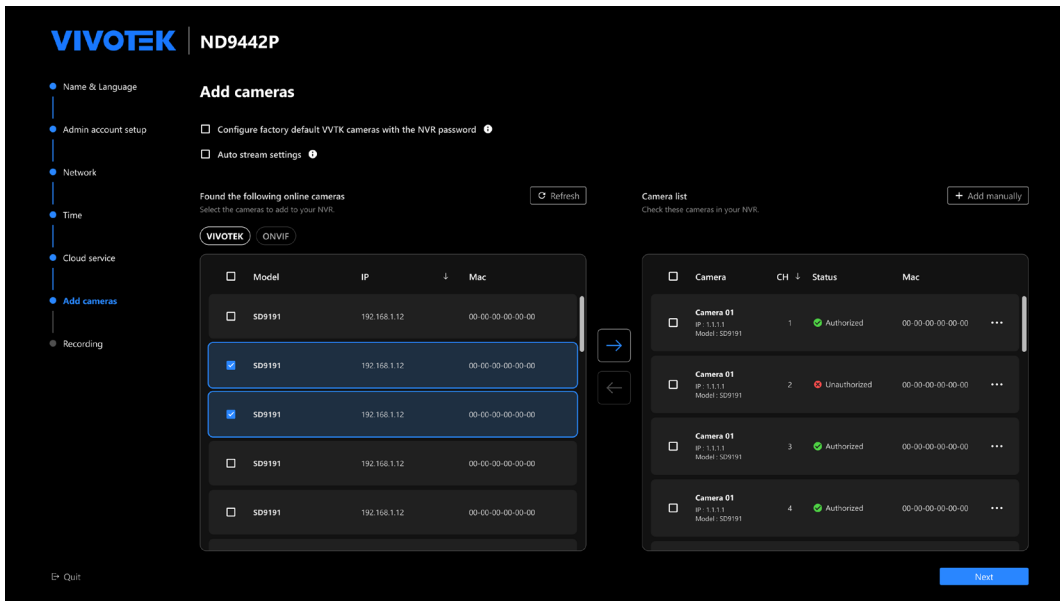 VIVOTEK ND9442P
Name & Language
Admin account setup
Network
Time
Cloud service
Add cameras
Recording
Add cameras
Configure factory default VVTK cameras with the NVR password
Auto stream settings
Found the following online cameras
Select the cameras to add to your NVR.
Refresh
VIVOTEK ONVIF
Model IP Mac
SD9191 192.168.1.12 00-00-00-00-00-00
SD9191 192.168.1.12 00-00-00-00-00-00
SD9191 192.168.1.12 00-00-00-00-00-00
SD9191 192.168.1.12 00-00-00-00-00-00
SD9191 192.168.1.12 00-00-00-00-00-00
Camera list
Check these cameras in your NVR.
+ Add manually
Camera CH Status Mac
Camera 01
IP : 1.1.1.1
Model : SD9191
1 Authorized 00-00-00-00-00-00
Camera 01
IP : 1.1.1.1
Model : SD9191
2 Unauthorized 00-00-00-00-00-00
Camera 01
IP : 1.1.1.1
Model : SD9191
3 Authorized 00-00-00-00-00-00
Camera 01
IP : 1.1.1.1
Model : SD9191
4 Authorized 00-00-00-00-00-00
Quit
Next